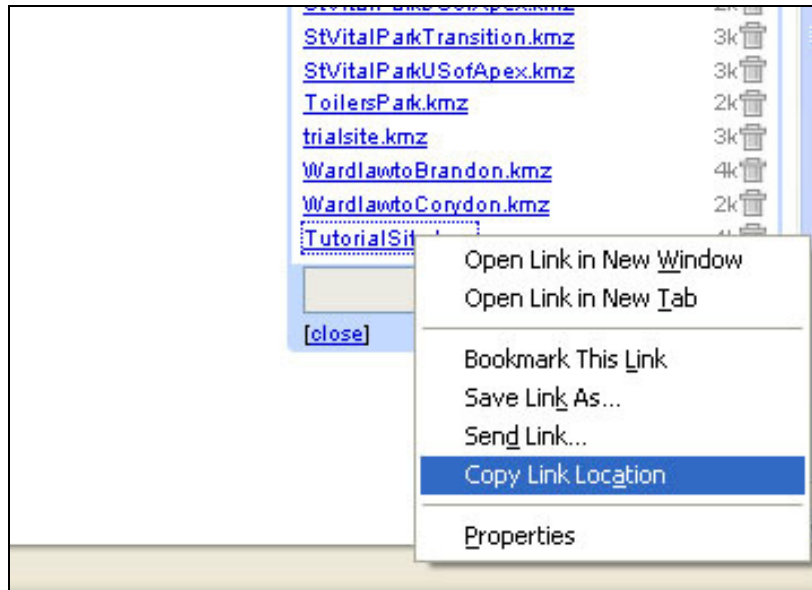 StVitalParkTransition.kmz 3k
StVitalParkUSofApex.kmz 3k
ToilersPark.kmz 2k
trialsite.kmz 3k
WardlawtoBrandon.kmz 4k
WardlawtoCorydon.kmz 2k
Open Link in New Window
Open Link in New Tab
[close]
Bookmark This Link
Save Link As...
Send Link...
Copy Link Location
Properties